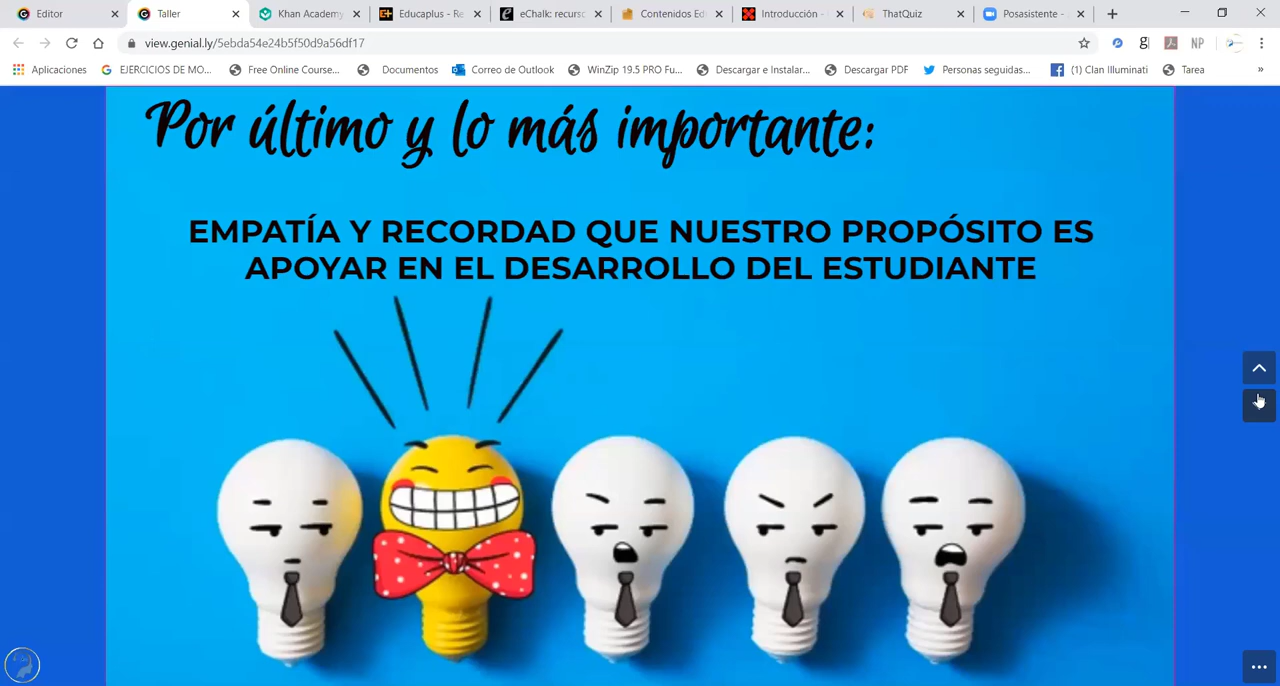 Editor
Taller
Khan Academy
Educaplus - Re
eChalk: recurso
Contenidos Ed
Introducción -
ThatQuiz
Posasistente -
view.genial.ly/5ebda54e24b5f50d9a56df17
g
NP
Aplicaciones
EJERCICIOS DE MO...
Free Online Course...
Documentos
Correo de Outlook
WinZip 19.5 PRO Fu...
Descargar e Instalar...
Descargar PDF
Personas seguidas...
(1) Clan Illuminati
Tarea
»
Por último y lo más importante:
EMPATÍA Y RECORDAD QUE NUESTRO PROPÓSITO ES
APOYAR EN EL DESARROLLO DEL ESTUDIANTE